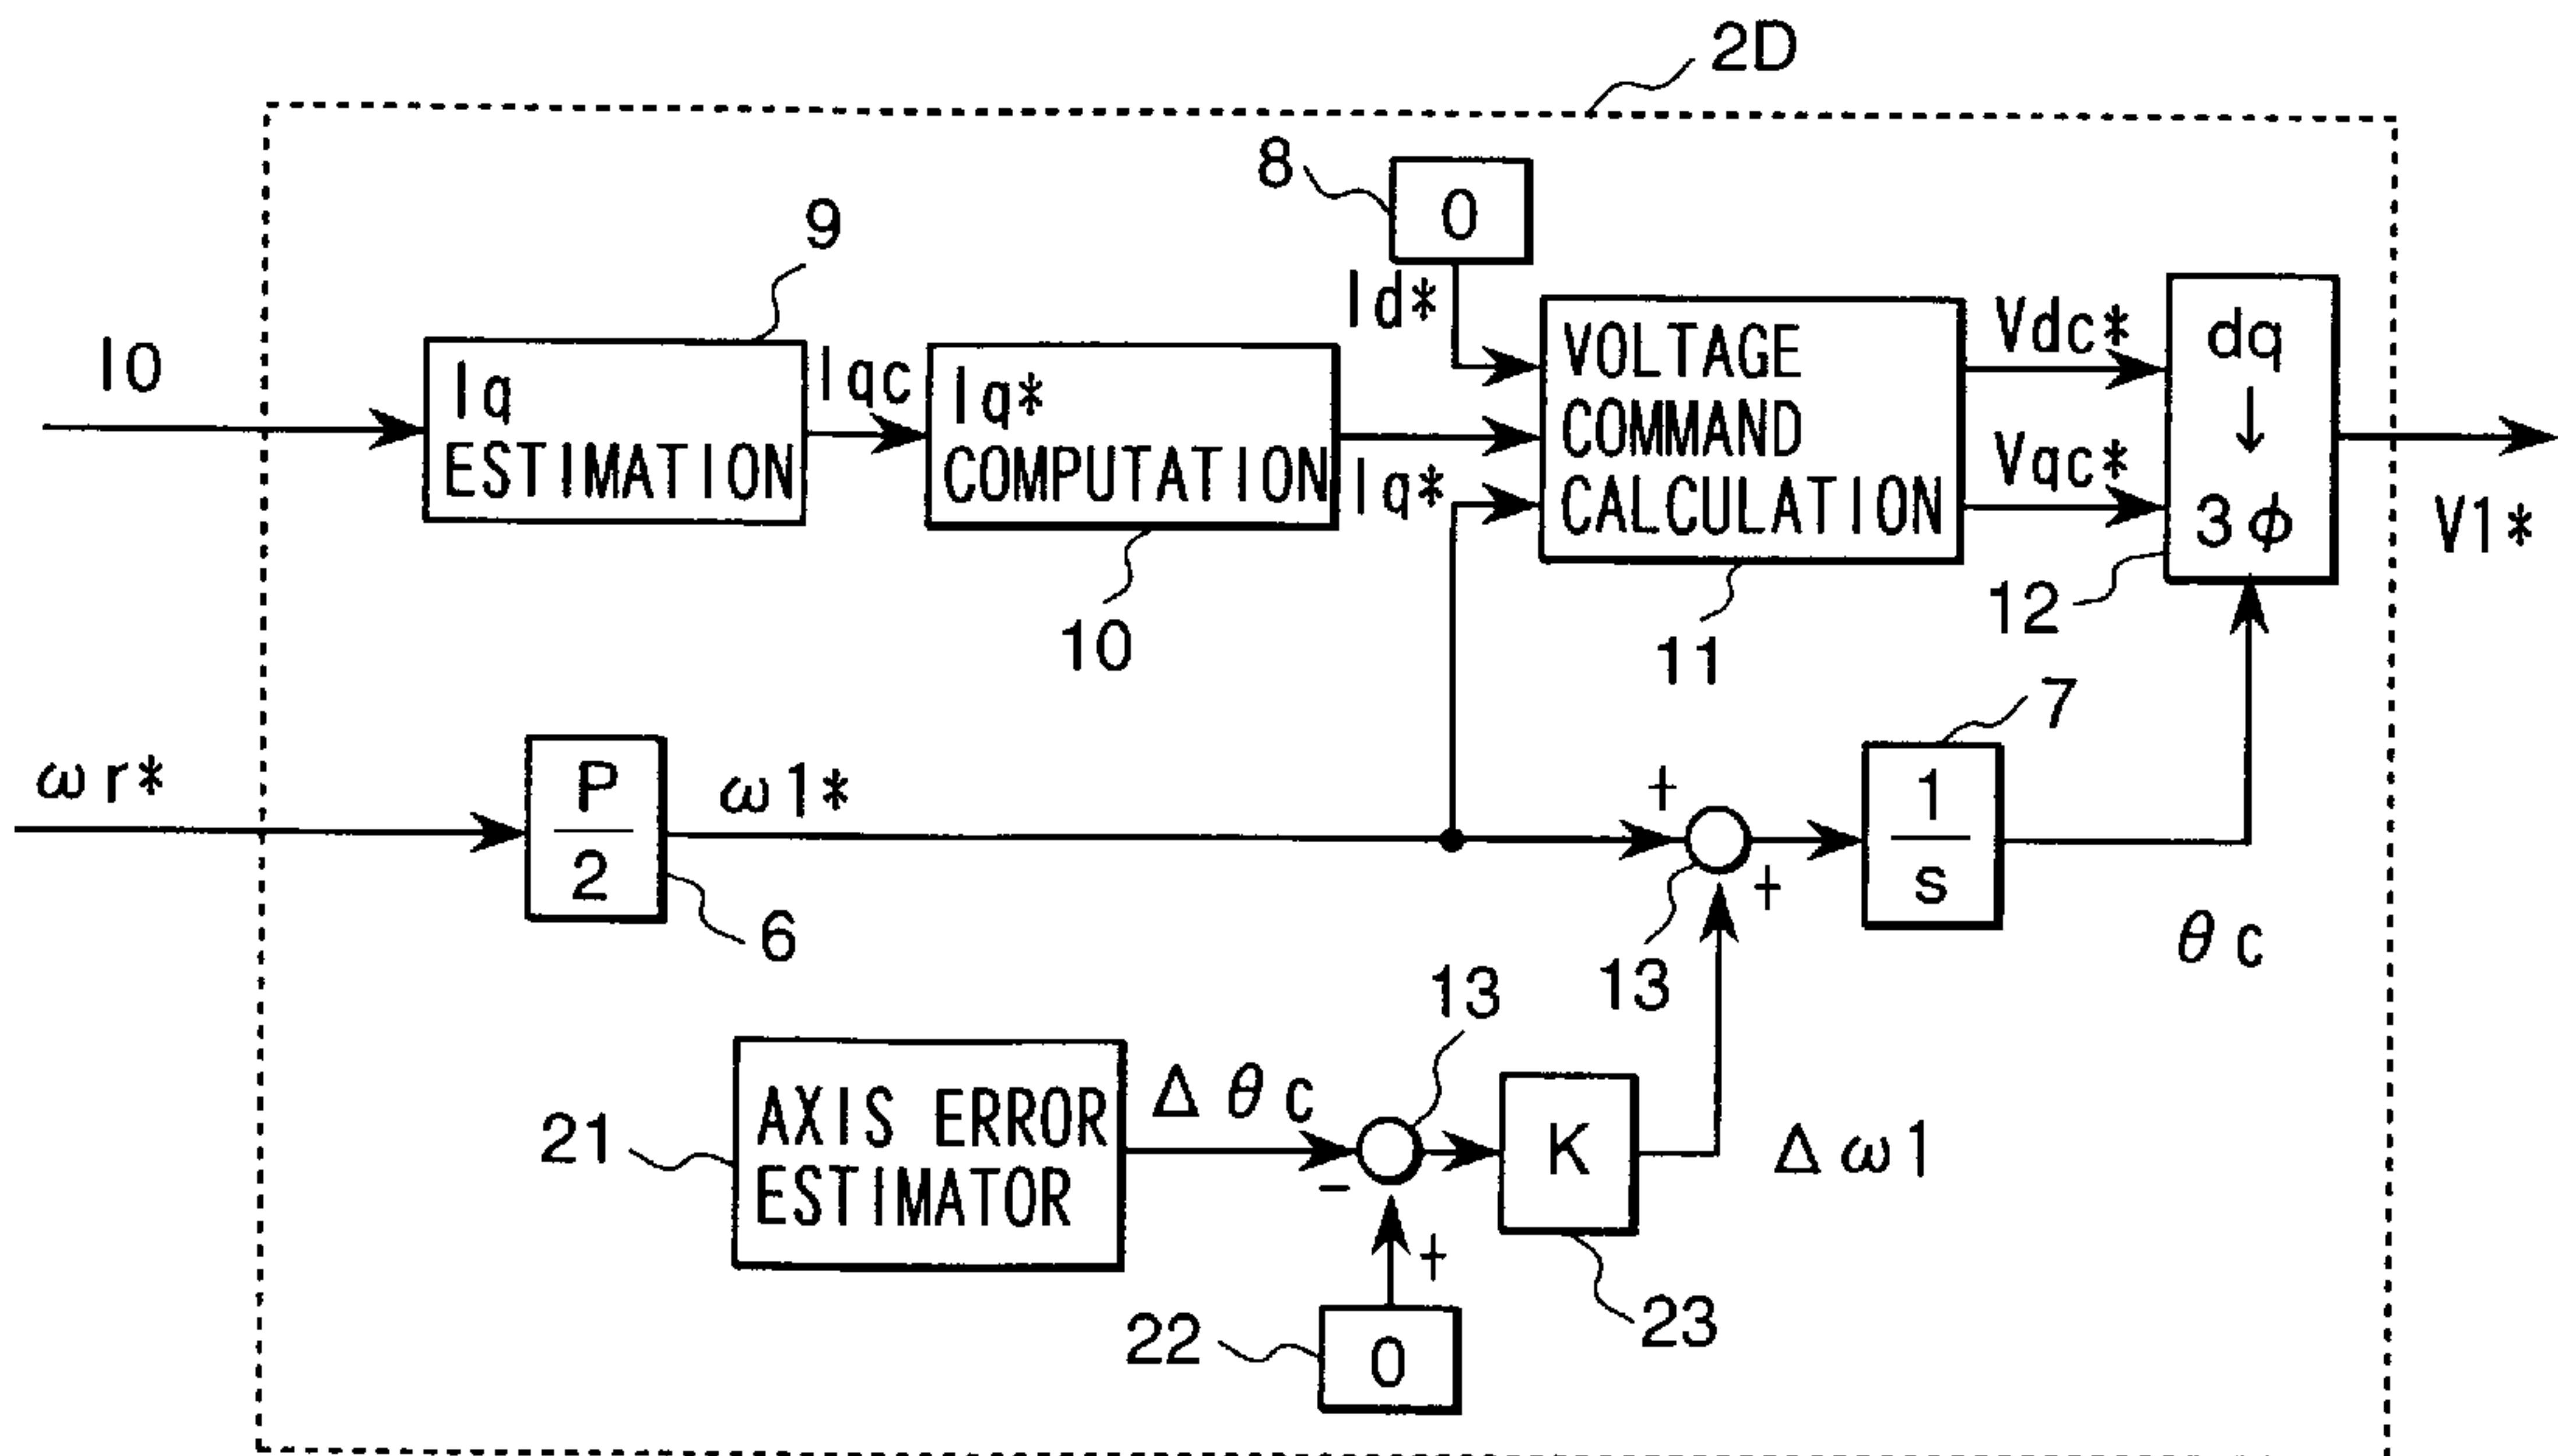 2D
8
0
9
Id*
I0
Iq
ESTIMATION
Iqc
Iq*
COMPUTATION
Iq*
VOLTAGE
COMMAND
CALCULATION
Vdc*
Vqc*
dq
↓
3φ
V1*
10
11
12
7
ωr*
P
2
ω1*
+
+
1
s
6
13
θc
13
21
AXIS ERROR
ESTIMATOR
Δθc
-
K
Δω1
+
22
0
23